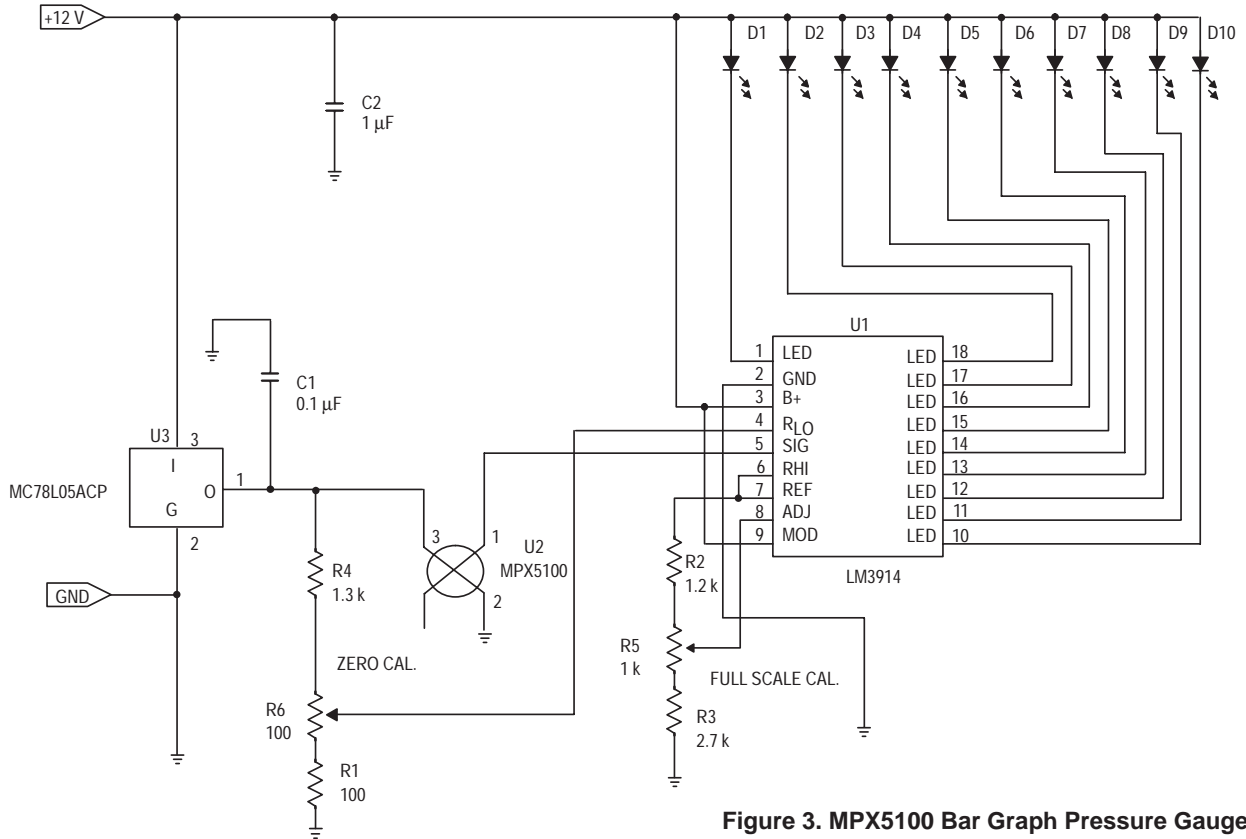 +12 V
D1
D2
D3
D4
D5
D6
D7
D8
D9
D10
C2
1 µF
U1
1 LED LED 18
2 GND LED 17
3 B+ LED 16
4 RLO LED 15
5 SIG LED 14
6 RHI LED 13
7 REF LED 12
8 ADJ LED 11
9 MOD LED 10
LM3914
C1
0.1 µF
U3
3
I
O
G
1
2
MC78L05ACP
GND
R4
1.3 k
3
1
2
U2
MPX5100
ZERO CAL.
R6
100
R1
100
R2
1.2 k
R5
1 k
FULL SCALE CAL.
R3
2.7 k
Figure 3. MPX5100 Bar Graph Pressure Gauge